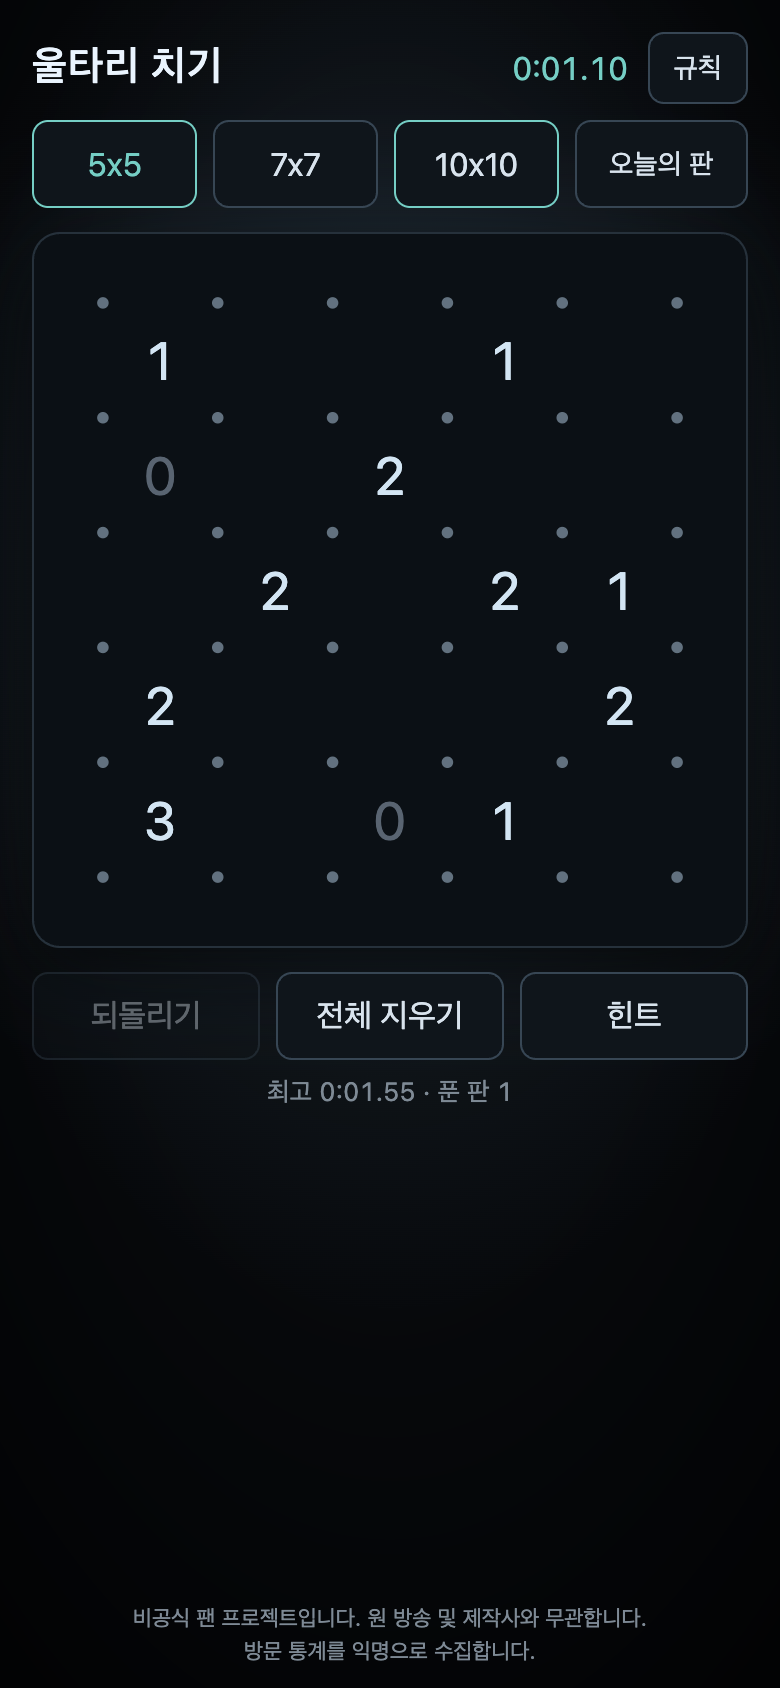 울타리 치기 0:01.10 규칙
5x5 7x7 10x10 오늘의 판
1 1
0 2
2 2 1
2 2
3 0 1
되돌리기 전체 지우기 힌트
최고 0:01.55 · 푼 판 1
비공식 팬 프로젝트입니다. 원 방송 및 제작사와 무관합니다.
방문 통계를 익명으로 수집합니다.